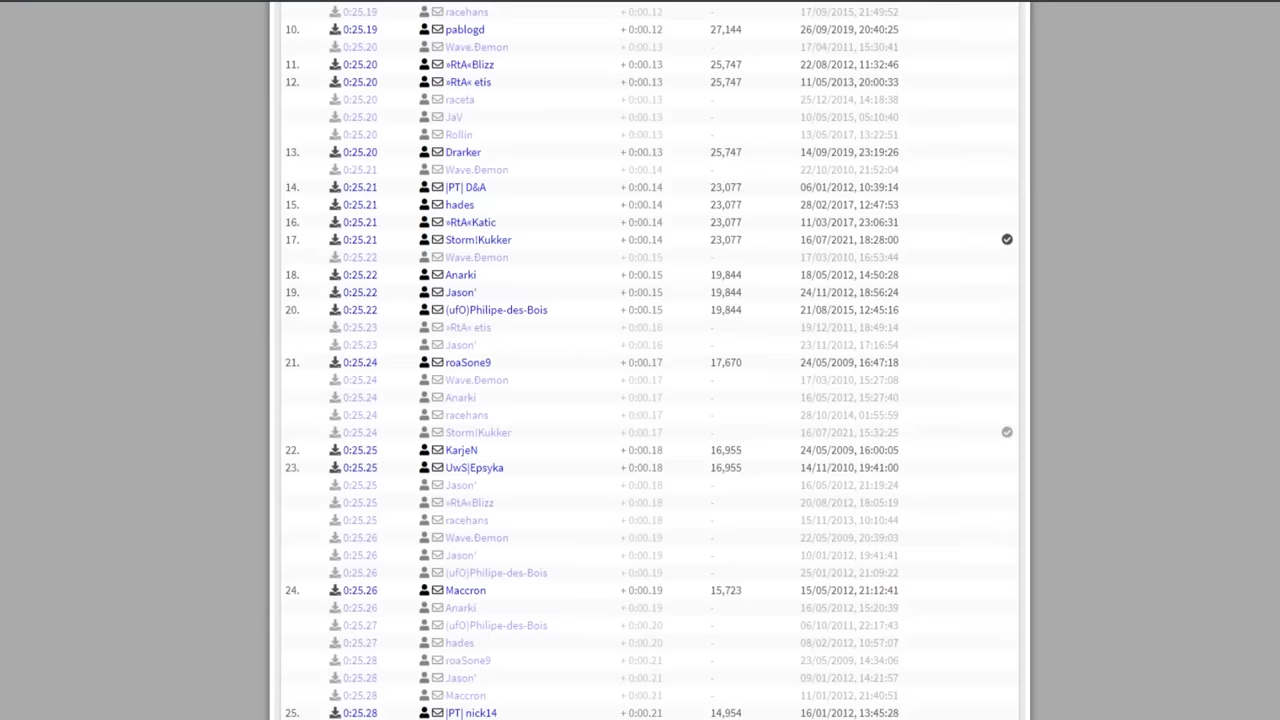 0:25.19 racehans + 0:00.12 - 17/09/2015, 21:49:52
10. 0:25.19 pablogd + 0:00.12 27,144 26/09/2019, 20:40:25
0:25.20 Wave.Đemon + 0:00.13 - 17/04/2011, 15:30:41
11. 0:25.20 »RtA«Blizz + 0:00.13 25,747 22/08/2012, 11:32:46
12. 0:25.20 »RtA« etis + 0:00.13 25,747 11/05/2013, 20:00:33
0:25.20 raceta + 0:00.13 - 25/12/2014, 14:18:38
0:25.20 JaV + 0:00.13 - 10/05/2015, 05:10:40
0:25.20 Rollin + 0:00.13 - 13/05/2017, 13:22:51
13. 0:25.20 Drarker + 0:00.13 25,747 14/09/2019, 23:19:26
0:25.21 Wave.Đemon + 0:00.14 - 22/10/2010, 21:52:04
14. 0:25.21 |PT| D&A + 0:00.14 23,077 06/01/2012, 10:39:14
15. 0:25.21 hades + 0:00.14 23,077 28/02/2017, 12:47:53
16. 0:25.21 »RtA«Katic + 0:00.14 23,077 11/03/2017, 23:06:31
17. 0:25.21 Storm!Kukker + 0:00.14 23,077 16/07/2021, 18:28:00
0:25.22 Wave.Đemon + 0:00.15 - 17/03/2010, 16:53:44
18. 0:25.22 Anarki + 0:00.15 19,844 18/05/2012, 14:50:28
19. 0:25.22 Jason' + 0:00.15 19,844 24/11/2012, 18:56:24
20. 0:25.22 (ufO)Philipe-des-Bois + 0:00.15 19,844 21/08/2015, 12:45:16
0:25.23 »RtA« etis + 0:00.16 - 19/12/2011, 18:49:14
0:25.23 Jason' + 0:00.16 - 23/11/2012, 17:16:54
21. 0:25.24 roaSone9 + 0:00.17 17,670 24/05/2009, 16:47:18
0:25.24 Wave.Đemon + 0:00.17 - 17/03/2010, 15:27:08
0:25.24 Anarki + 0:00.17 - 16/05/2012, 15:27:40
0:25.24 racehans + 0:00.17 - 28/10/2014, 01:55:59
0:25.24 Storm!Kukker + 0:00.17 - 16/07/2021, 15:32:25
22. 0:25.25 KarjeN + 0:00.18 16,955 24/05/2009, 16:00:05
23. 0:25.25 UwS|Epsyka + 0:00.18 16,955 14/11/2010, 19:41:00
0:25.25 Jason' + 0:00.18 - 16/05/2012, 21:19:24
0:25.25 »RtA«Blizz + 0:00.18 - 20/08/2012, 18:05:19
0:25.25 racehans + 0:00.18 - 15/11/2013, 10:10:44
0:25.26 Wave.Đemon + 0:00.19 - 22/05/2009, 20:39:03
0:25.26 Jason' + 0:00.19 - 10/01/2012, 19:41:41
0:25.26 (ufO)Philipe-des-Bois + 0:00.19 - 25/01/2012, 21:09:22
24. 0:25.26 Maccron + 0:00.19 15,723 15/05/2012, 21:12:41
0:25.26 Anarki + 0:00.19 - 16/05/2012, 15:20:39
0:25.27 (ufO)Philipe-des-Bois + 0:00.20 - 06/10/2011, 22:17:43
0:25.27 hades + 0:00.20 - 08/02/2012, 10:57:07
0:25.28 roaSone9 + 0:00.21 - 23/05/2009, 14:34:06
0:25.28 Jason' + 0:00.21 - 09/01/2012, 14:21:57
0:25.28 Maccron + 0:00.21 - 11/01/2012, 21:40:51
25. 0:25.28 |PT| nick14 + 0:00.21 14,954 16/01/2012, 13:45:28